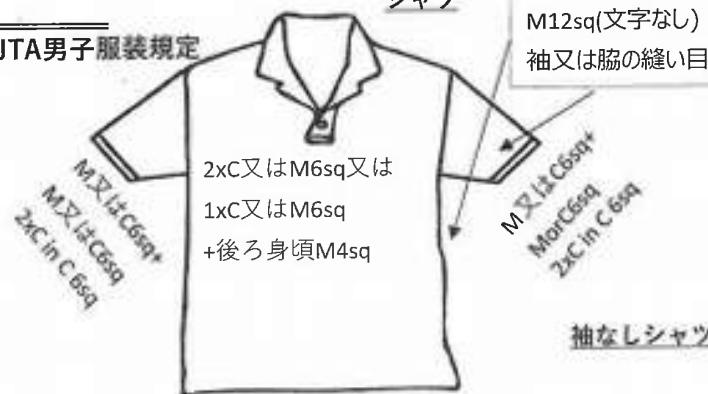 シャツ
JTA男子服装規定
M12sq(文字なし)
袖又は脇の縫い目
2xC又はM6sq又は
1xC又はM6sq
+後ろ身頃M4sq
M又はC6sq+
M又はC6sq
2xC in C 6sq
M 又はC6sq+
MorC6sq
2xC in C 6sq
袖なしシャツ